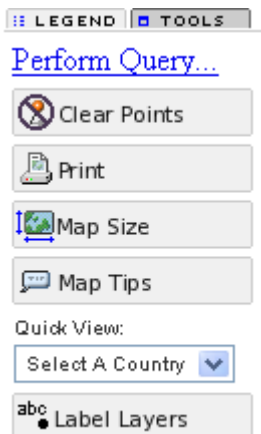 LEGEND TOOLS
Perform Query...
Clear Points
Print
Map Size
Map Tips
Quick View:
Select A Country
abc Label Layers